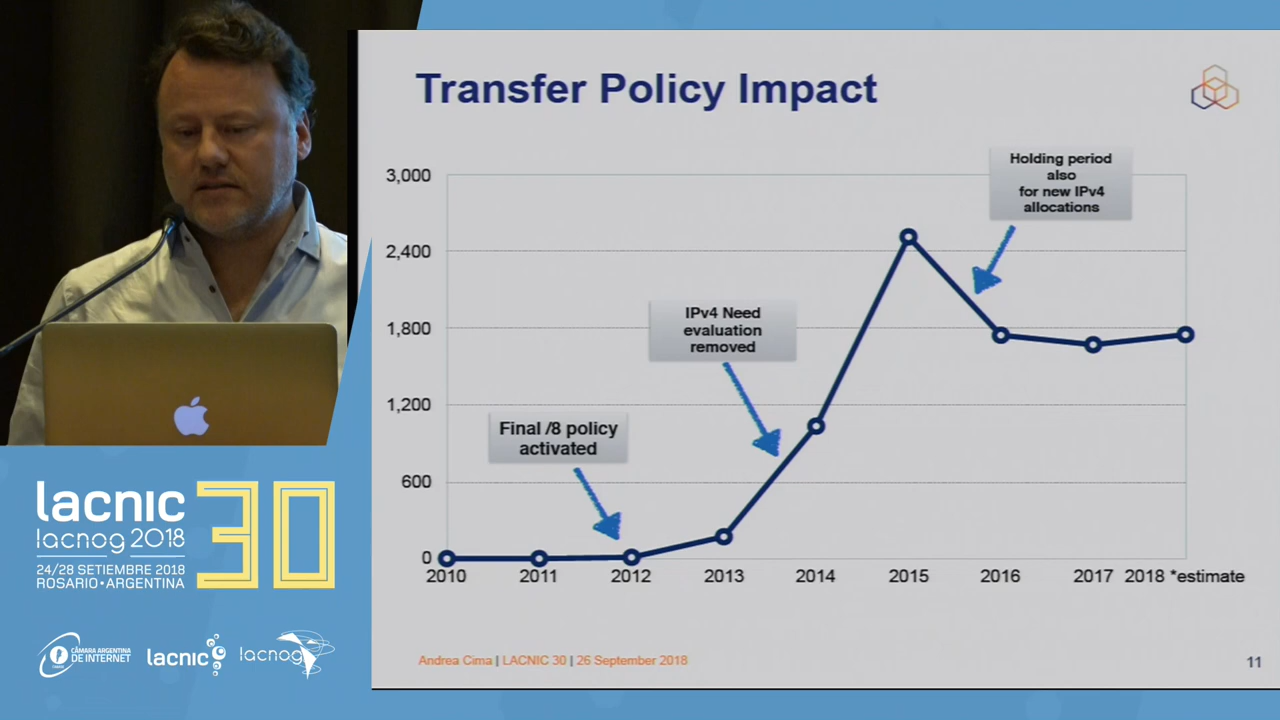 Transfer Policy Impact
3,000
2,400
1,800
1,200
600
0
2010 2011 2012 2013 2014 2015 2016 2017 2018 *estimate
Final /8 policy
activated
IPv4 Need
evaluation
removed
Holding period
also
for new IPv4
allocations
Andrea Cima | LACNIC 30 | 26 September 2018
11
lacnic 30
lacnog 2018
24/28 SETIEMBRE 2018
ROSARIO•ARGENTINA
CÁMARA ARGENTINA
DE INTERNET
lacnic
lacnog